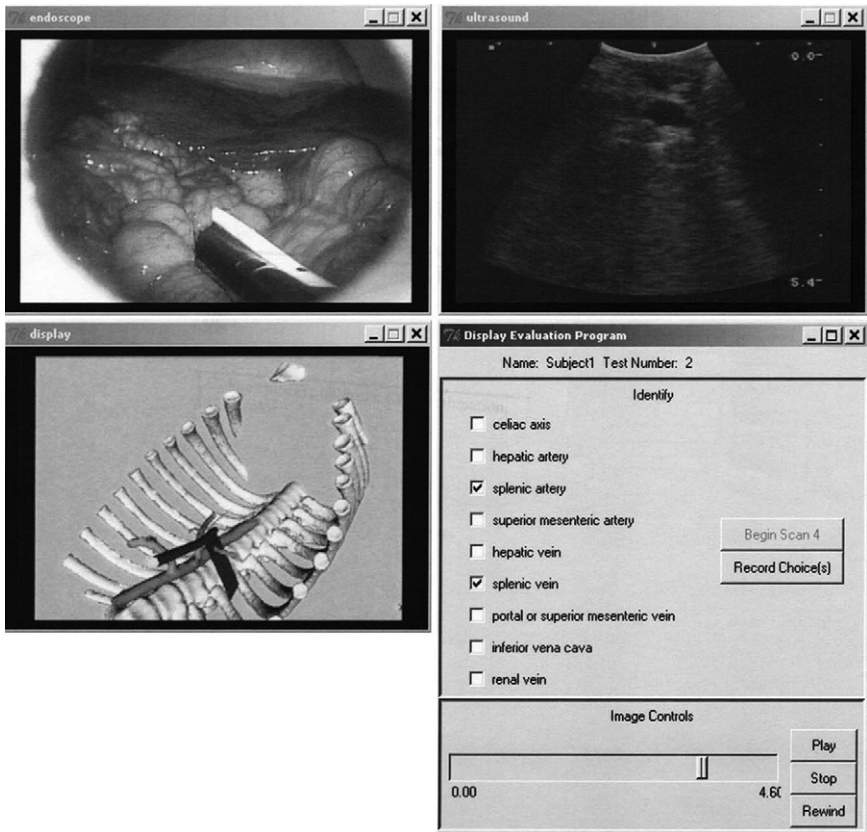 endoscope
ultrasound
0.0
5.4
display
Display Evaluation Program
Name: Subject1 Test Number: 2
Identify
celiac axis
hepatic artery
splenic artery
superior mesenteric artery
hepatic vein
splenic vein
portal or superior mesenteric vein
inferior vena cava
renal vein
Begin Scan 4
Record Choice(s)
Image Controls
0.00
4.60
Play
Stop
Rewind